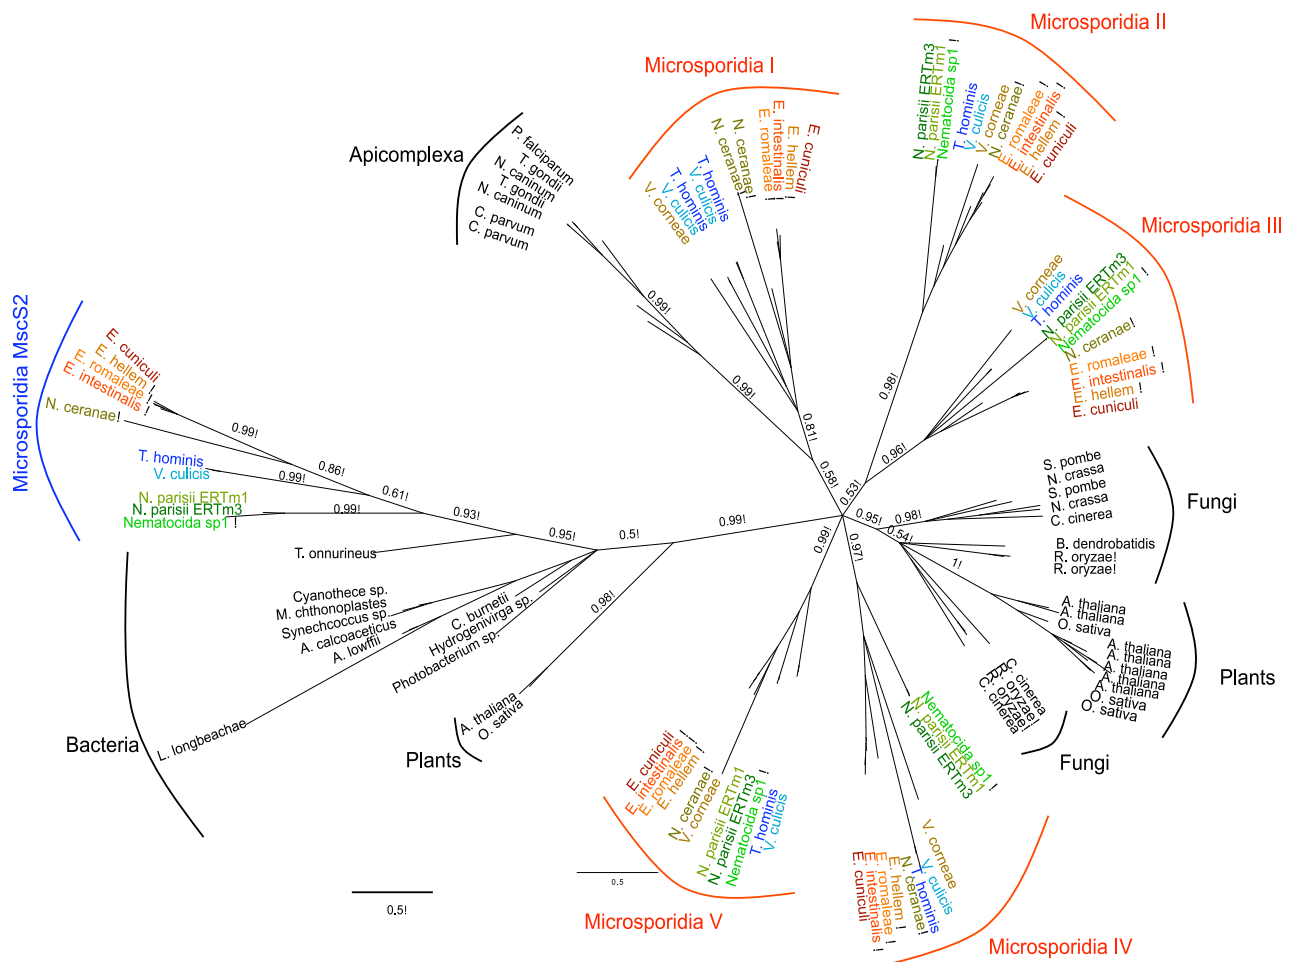 Microsporidia II
Microsporidia I
Apicomplexa
P. falciparum
T. gondii
N. caninum
T. gondii
N. caninum
C. parvum
C. parvum
V. corneae
T. hominis
V. culicis
T. hominis
V. culicis
N. ceranae!
N. ceranae!
E. romaleae !
E. intestinalis !
E. hellem !
E. cuniculi
N. parisii ERTm3
N. parisii ERTm1
Nematocida sp1 !
T. hominis
V. culicis
V. corneae
N. ceranae!
E. romaleae !
E. intestinalis !
E. hellem !
E. cuniculi
Microsporidia III
V. corneae
V. culicis
T. hominis
N. parisii ERTm3
N. parisii ERTm1
Nematocida sp1 !
N. ceranae!
E. romaleae !
E. intestinalis !
E. hellem !
E. cuniculi
Microsporidia MscS2
E. cuniculi
E. hellem !
E. romaleae !
E. intestinalis !
N. ceranae!
T. hominis
V. culicis
N. parisii ERTm1
N. parisii ERTm3
Nematocida sp1 !
0.99!
0.99!
0.81!
0.58!
0.98!
0.96!
0.53!
0.99!
0.86!
0.99!
0.61!
0.99!
0.93!
0.95!
0.5!
0.99!
0.98!
0.99!
0.97!
0.95!
0.98!
0.54!
1!
S. pombe
N. crassa
S. pombe
N. crassa
C. cinerea
B. dendrobatidis
R. oryzae!
R. oryzae!
Fungi
T. onnurineus
Cyanothece sp.
M. chthonoplastes
Synechcoccus sp.
A. calcoaceticus
A. lowffii
C. burnetii
Hydrogenivirga sp.
Photobacterium sp.
L. longbeachae
Bacteria
A. thaliana
O. sativa
Plants
A. thaliana
A. thaliana
O. sativa
A. thaliana
A. thaliana
A. thaliana
A. thaliana
A. thaliana
O. sativa
O. sativa
Plants
C. cinerea
R. oryzae!
R. oryzae!
C. cinerea
Fungi
Nematocida sp1 !
N. parisii ERTm1
N. parisii ERTm3
E. cuniculi
E. intestinalis !
E. romaleae !
E. hellem !
N. ceranae!
V. corneae
N. parisii ERTm1
N. parisii ERTm3
Nematocida sp1 !
T. hominis
V. culicis
Microsporidia V
V. corneae
V. culicis
T. hominis
N. ceranae!
E. hellem !
E. romaleae !
E. intestinalis !
E. cuniculi
Microsporidia IV
0.5!
0.5